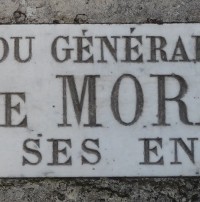 DU GÉNÉRAL
E MOR
SES EN